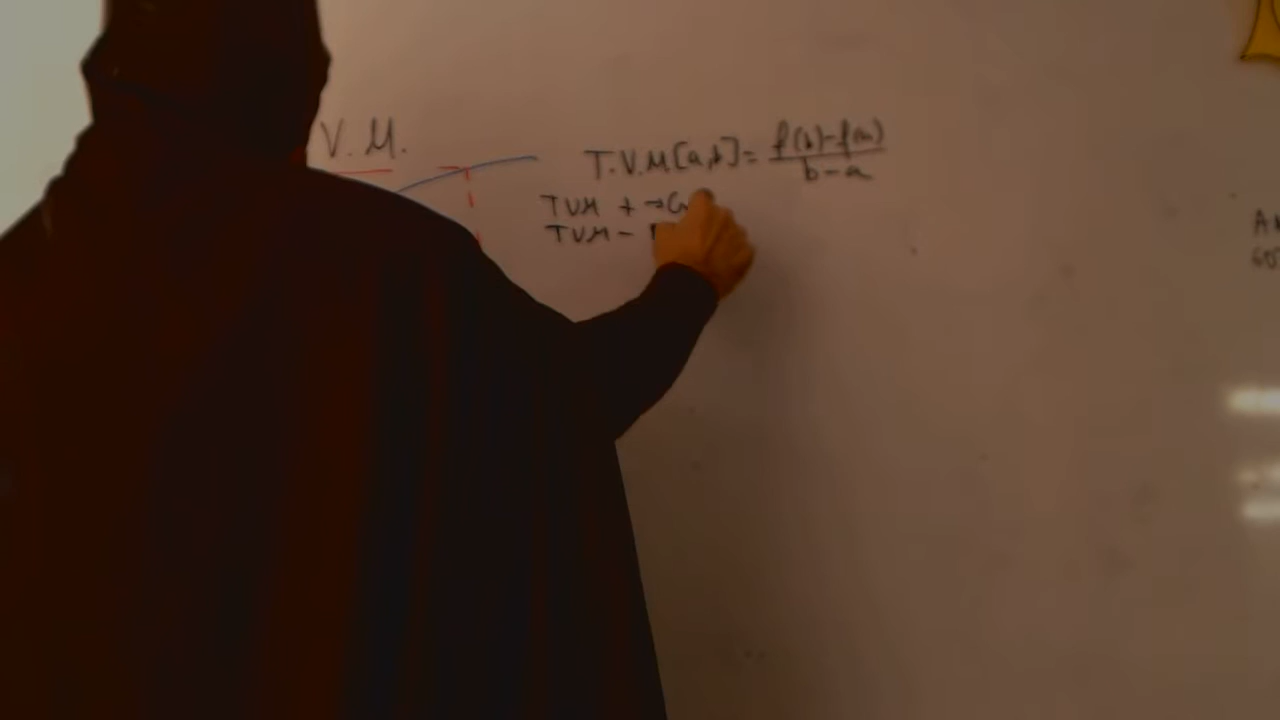 V. M.
T.V.M.[a,b] = f(b)-f(a) / b-a
TVM + →
TVM -